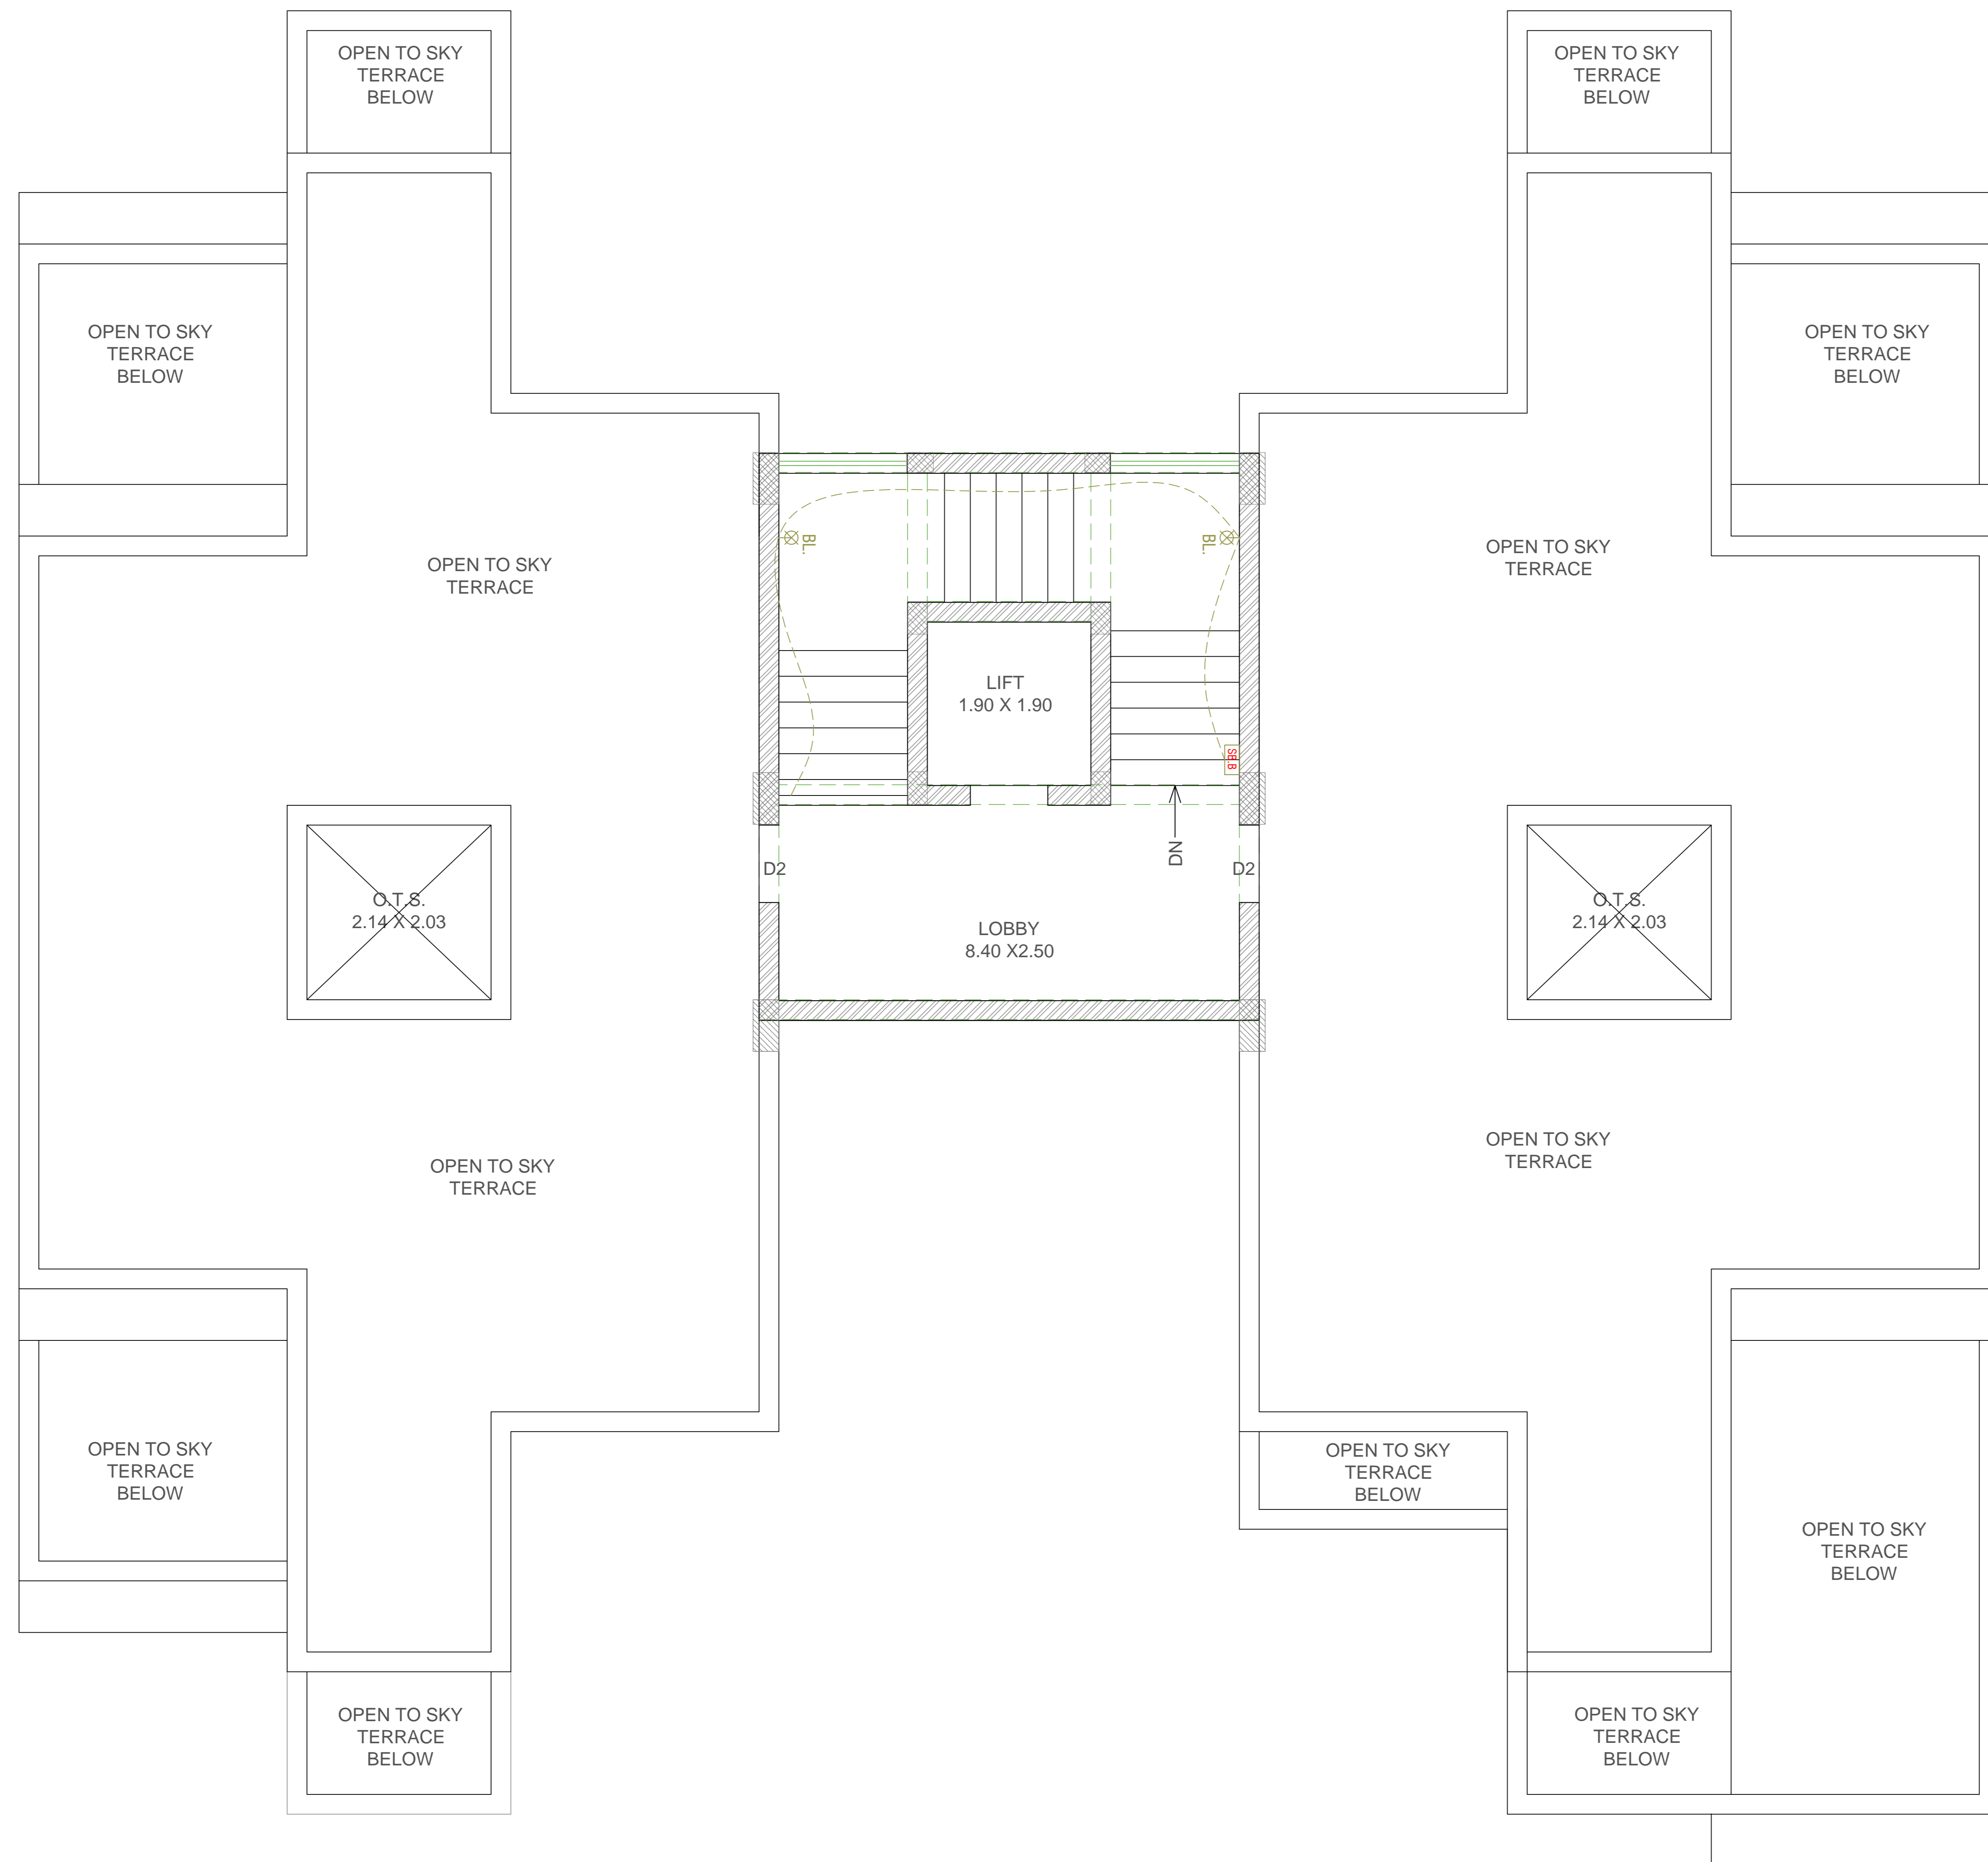 OPEN TO SKY
TERRACE
BELOW
OPEN TO SKY
TERRACE
BELOW
OPEN TO SKY
TERRACE
BELOW
OPEN TO SKY
TERRACE
BELOW
OPEN TO SKY
TERRACE
BL.
BL.
OPEN TO SKY
TERRACE
LIFT
1.90 X 1.90
SB.B
DN
D2
D2
O.T.S.
2.14 X 2.03
LOBBY
8.40 X2.50
O.T.S.
2.14 X 2.03
OPEN TO SKY
TERRACE
OPEN TO SKY
TERRACE
OPEN TO SKY
TERRACE
BELOW
OPEN TO SKY
TERRACE
BELOW
OPEN TO SKY
TERRACE
BELOW
OPEN TO SKY
TERRACE
BELOW
OPEN TO SKY
TERRACE
BELOW